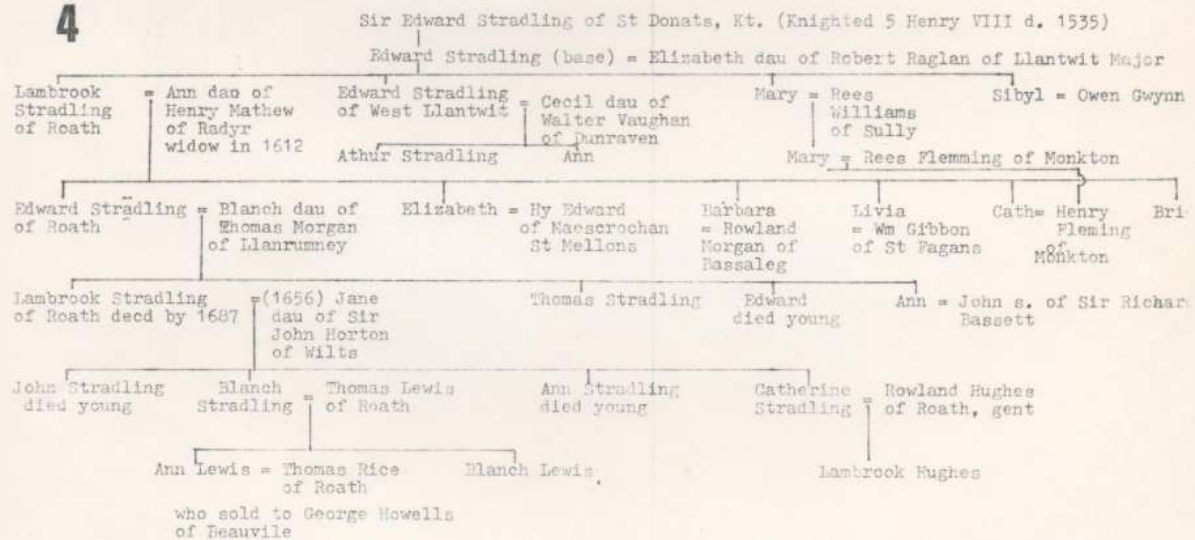 4
Sir Edward Stradling of St Donats, Kt. (Knighted 5 Henry VIII d. 1535)
Edward Stradling (base) = Elizabeth dau of Robert Raglan of Llantwit Major
Lambrook Stradling of Roath = Ann dau of Henry Mathew of Radyr widow in 1612
Edward Stradling of West Llantwit = Cecil dau of Walter Vaughan of Dunraven
Mary = Rees Williams of Sully
Sibyl = Owen Gwynn
Athur Stradling
Ann
Mary = Rees Flemming of Monkton
Edward Stradling of Roath = Blanch dau of Thomas Morgan of Llanrumney
Elizabeth = Hy Edward of Maescrochan St Mellons
Barbara = Rowland Morgan of Bassaleg
Livia = Wm Gibbon of St Fagans
Cath= Henry Fleming of Monkton
Bri
Lambrook Stradling of Roath decd by 1687 =(1656) Jane dau of Sir John Horton of Wilts
Thomas Stradling
Edward died young
Ann = John s. of Sir Richar Bassett
John Stradling died young
Blanch Stradling = Thomas Lewis of Roath
Ann Stradling died young
Catherine Stradling = Rowland Hughes of Roath, gent
Ann Lewis = Thomas Rice of Roath
Blanch Lewis
Lambrook Hughes
who sold to George Howells
of Beauvile